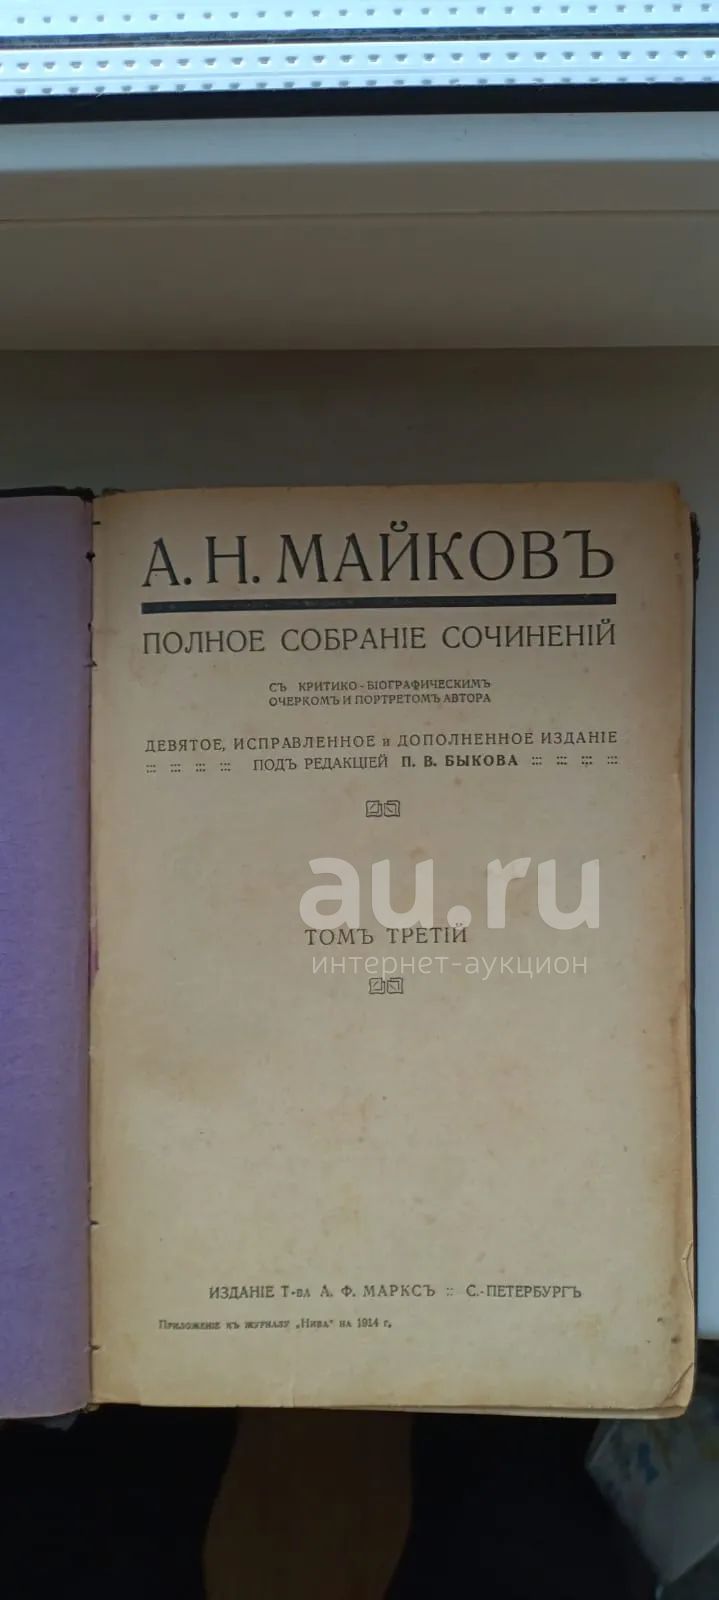 А. Н. МАЙКОВЪ
ПОЛНОЕ СОБРАНІЕ СОЧИНЕНІЙ
СЪ КРИТИКО-БІОГРАФИЧЕСКИМЪ
ОЧЕРКОМЪ И ПОРТРЕТОМЪ АВТОРА
ДЕВЯТОЕ, ИСПРАВЛЕННОЕ и ДОПОЛНЕННОЕ ИЗДАНІЕ
ПОДЪ РЕДАКЦІЕЙ П. В. БЫКОВА
au.ru
ТОМЪ ТРЕТІЙ
интернет-аукцион
ИЗДАНІЕ Т-ва А. Ф. МАРКСЪ :: С.-ПЕТЕРБУРГЪ
Приложеніе къ журналу „Нива" на 1914 г.